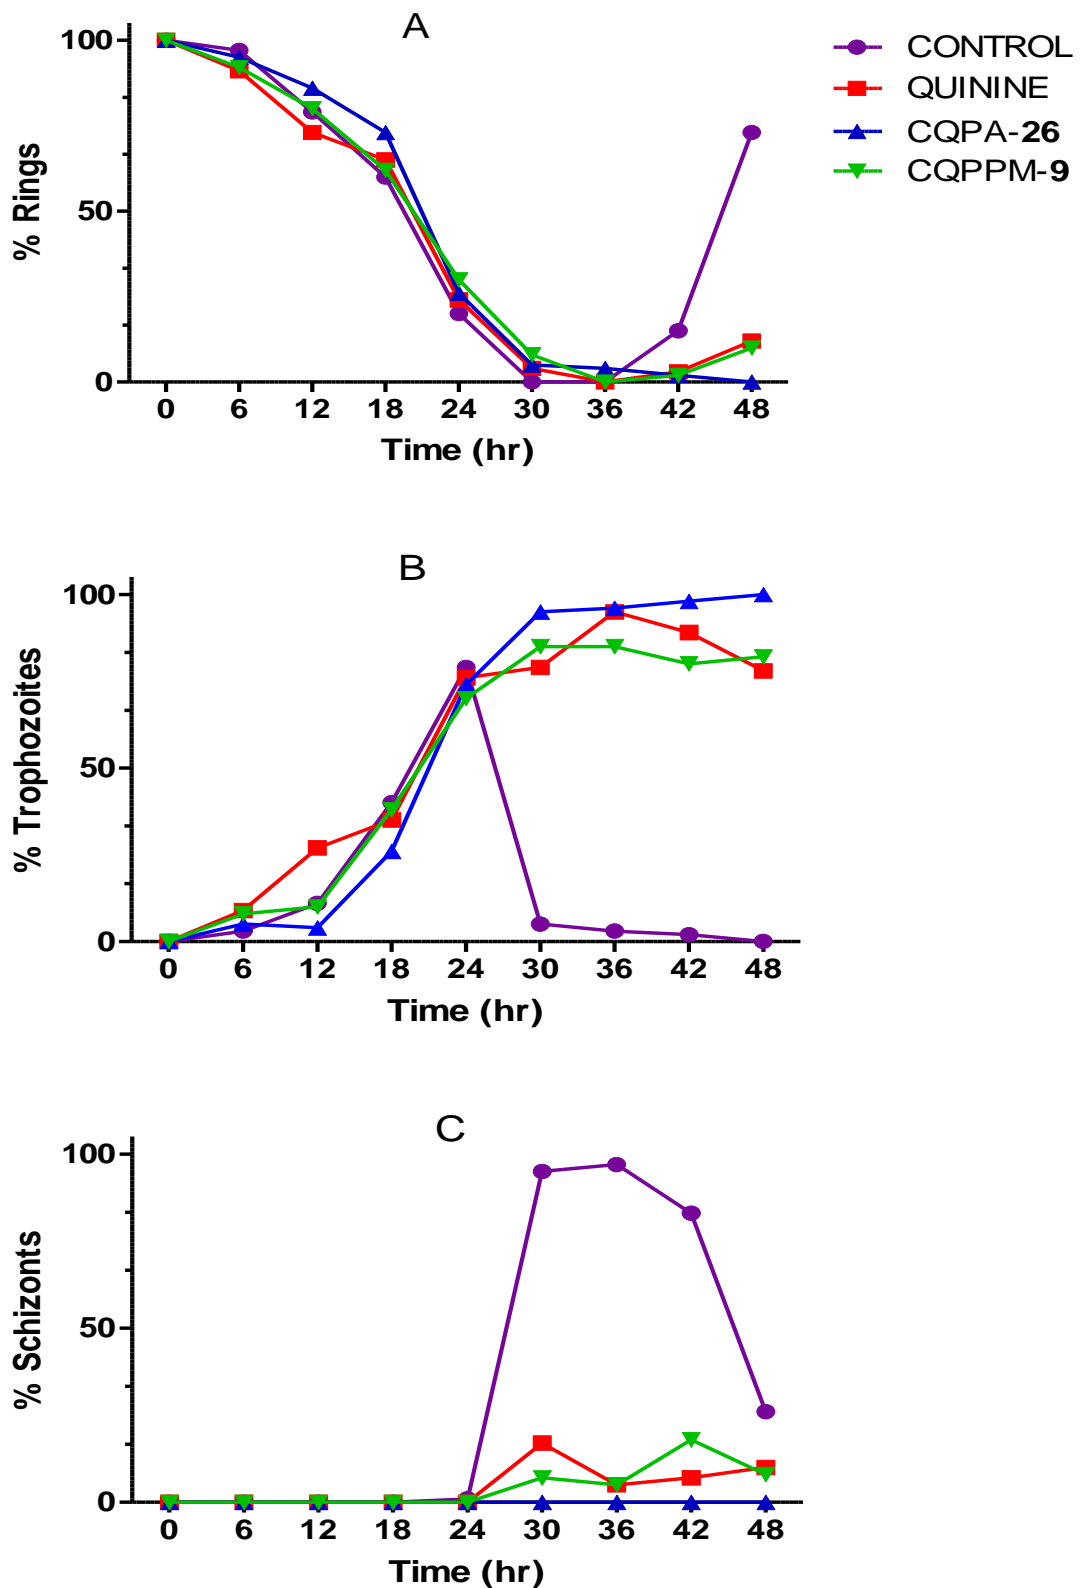 A
CONTROL
QUININE
CQPA-26
CQPPM-9
% Rings
100
50
0
0 6 12 18 24 30 36 42 48
Time (hr)
B
% Trophozoites
100
50
0
0 6 12 18 24 30 36 42 48
Time (hr)
C
% Schizonts
100
50
0
0 6 12 18 24 30 36 42 48
Time (hr)